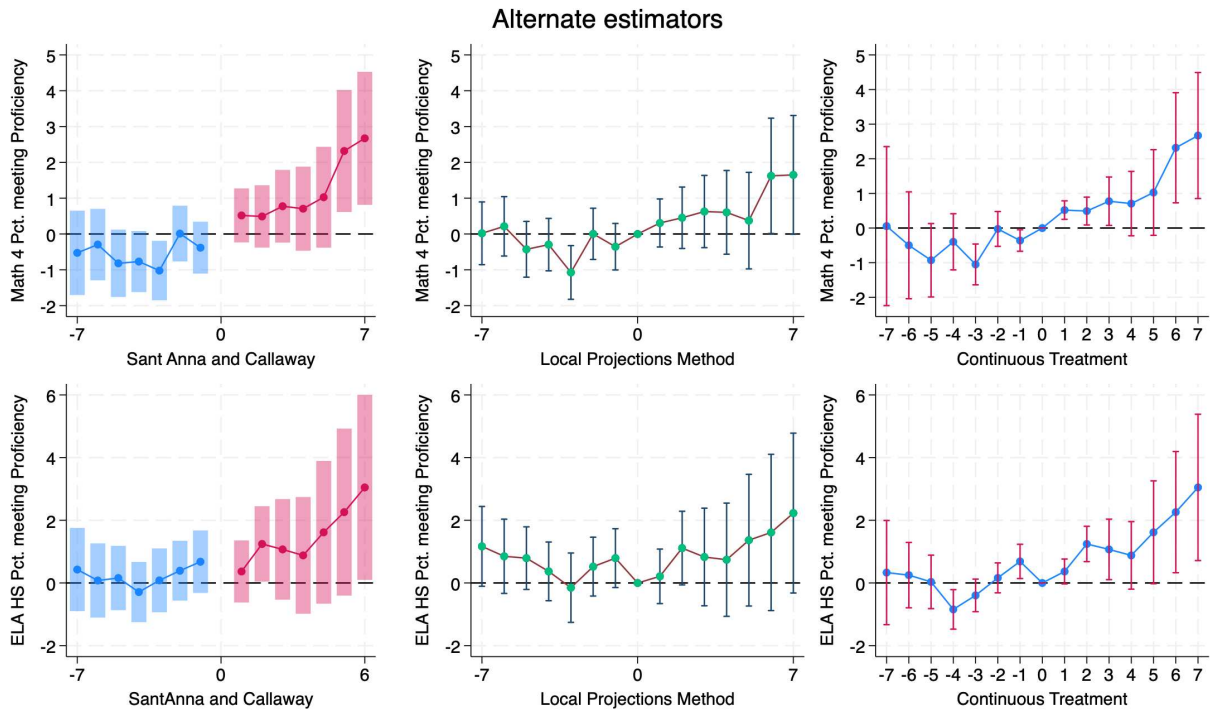 Alternate estimators
Math 4 Pct. meeting Proficiency
5
4
3
2
1
0
-1
-2
-7 0 7
Sant Anna and Callaway
Math 4 Pct. meeting Proficiency
5
4
3
2
1
0
-1
-2
-7 0 7
Local Projections Method
Math 4 Pct. meeting Proficiency
5
4
3
2
1
0
-1
-2
-7 -6 -5 -4 -3 -2 -1 0 1 2 3 4 5 6 7
Continuous Treatment
ELA HS Pct. meeting Proficiency
6
4
2
0
-2
-7 0 6
SantAnna and Callaway
ELA HS Pct. meeting Proficiency
6
4
2
0
-2
-7 0 7
Local Projections Method
ELA HS Pct. meeting Proficiency
6
4
2
0
-2
-7 -6 -5 -4 -3 -2 -1 0 1 2 3 4 5 6 7
Continuous Treatment